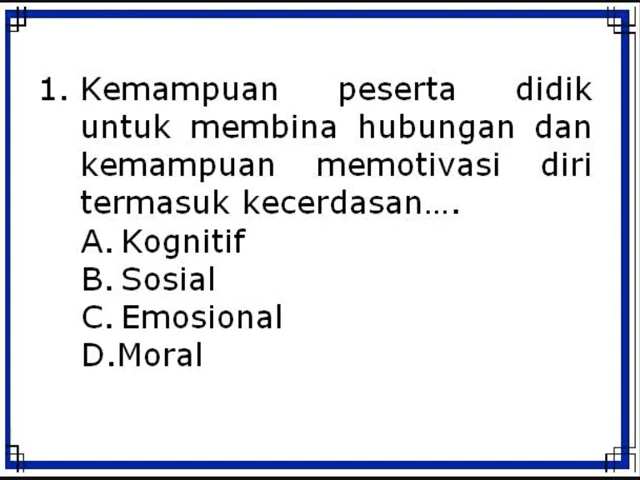 1. Kemampuan peserta didik
untuk membina hubungan dan
kemampuan memotivasi diri
termasuk kecerdasan….
A. Kognitif
B. Sosial
C. Emosional
D.Moral